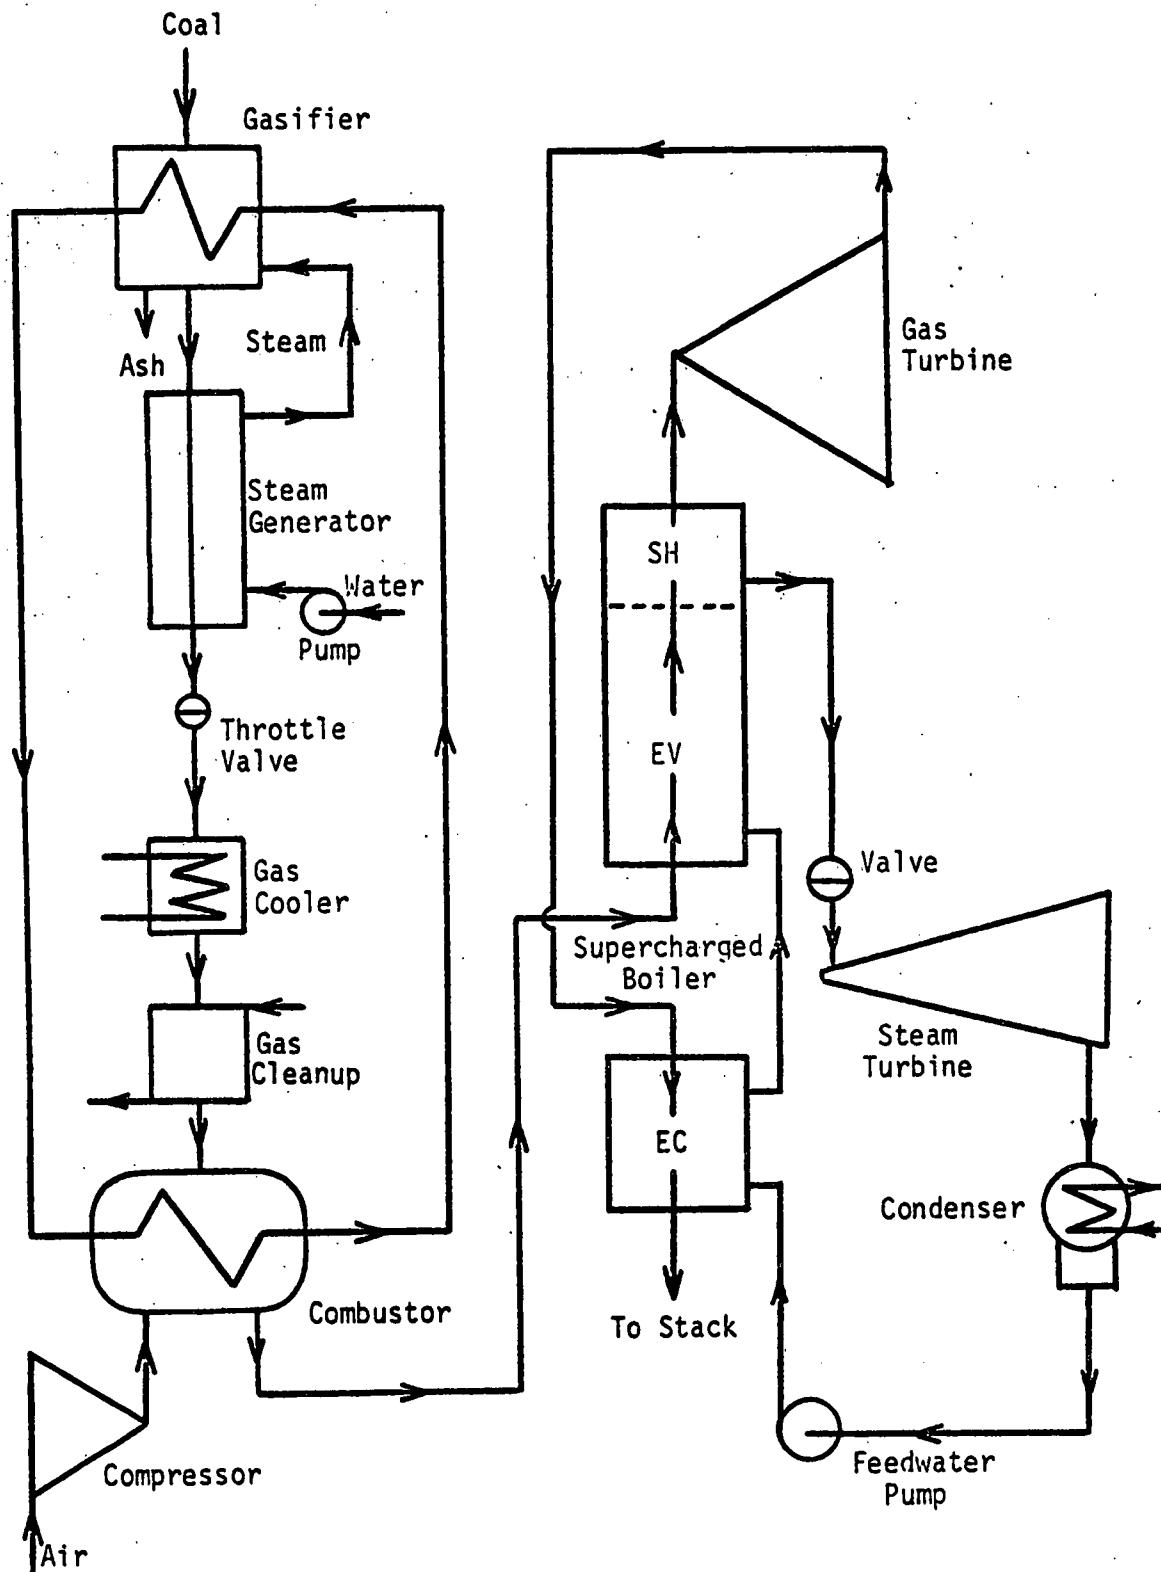 Coal
Gasifier
Steam
Ash
Gas
Turbine
Steam
Generator
SH
Water
Pump
Throttle
Valve
EV
Gas
Cooler
Valve
Supercharged
Boiler
Gas
Cleanup
Steam
Turbine
EC
Condenser
Combustor
To Stack
Compressor
Feedwater
Pump
Air